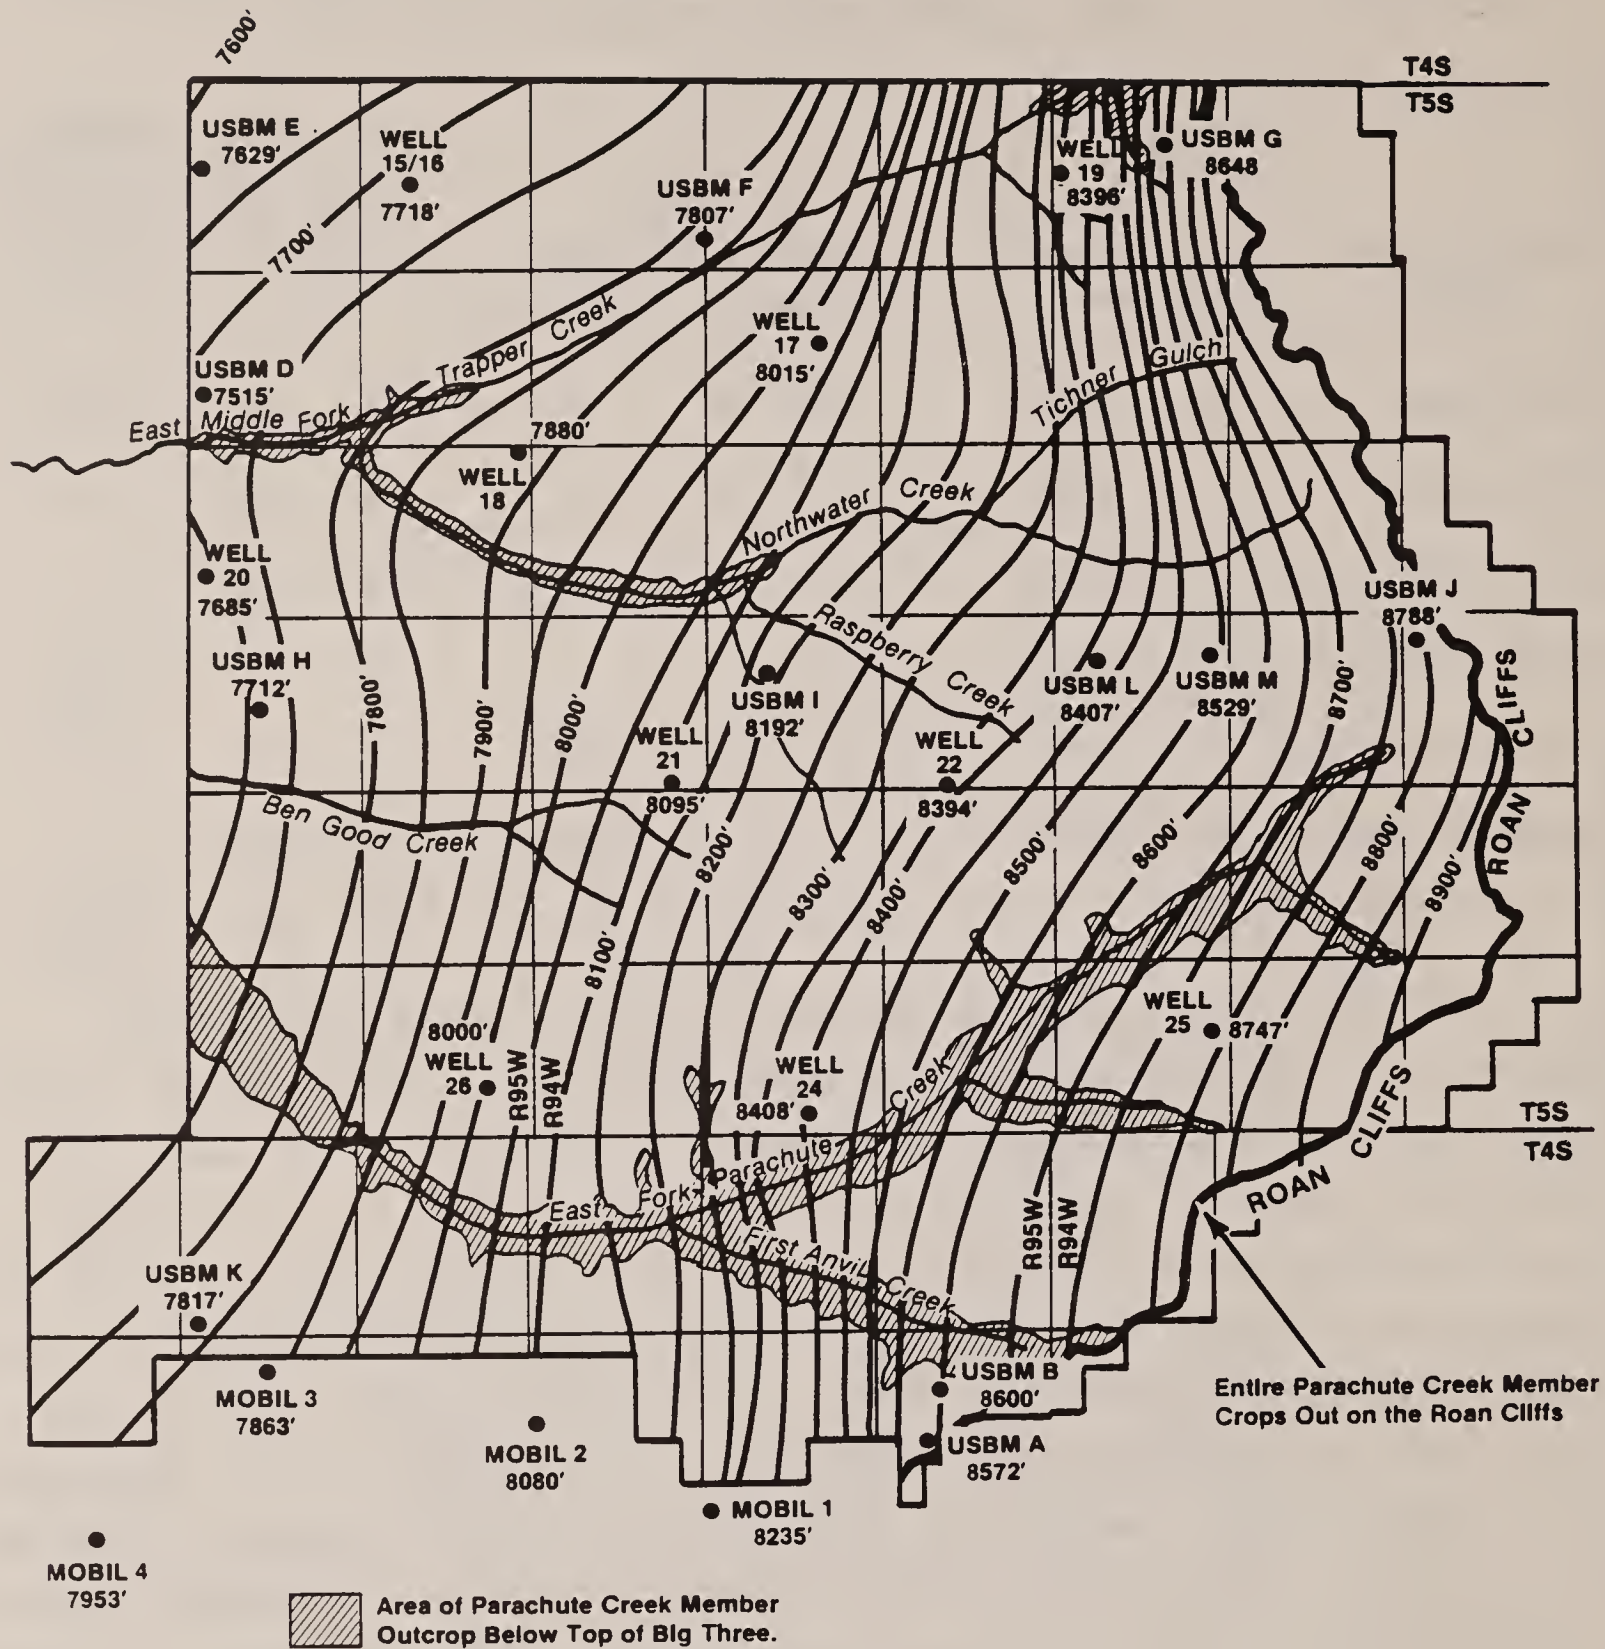 7600'
T4S
T5S
USBM E
7629'
WELL
15/16
7718'
USBM F
7807'
WELL
19
8396'
USBM G
8648
7700'
Trapper Creek
WELL
17
8015'
Tichner Gulch
USBM D
7515'
East Middle Fork
7880'
WELL
18
Northwater Creek
WELL
20
7685'
USBM J
8788'
Raspberry Creek
USBM H
7712'
7800'
7900'
8000'
USBM I
8192'
USBM L
8407'
USBM M
8529'
8700'
ROAN CLIFFS
WELL
21
8095'
WELL
22
8394'
Ben Good Creek
8200'
8300'
8400'
8500'
8600'
8800'
8900'
8100'
8000'
WELL
26
R95W
R94W
WELL
24
8408'
WELL
25
8747'
T5S
T4S
ROAN CLIFFS
East Fork Parachute Creek
First Anvil Creek
R95W
R94W
USBM K
7817'
MOBIL 3
7863'
MOBIL 2
8080'
USBM B
8600'
USBM A
8572'
Entire Parachute Creek Member
Crops Out on the Roan Cliffs
MOBIL 1
8235'
MOBIL 4
7953'
Area of Parachute Creek Member
Outcrop Below Top of Big Three.